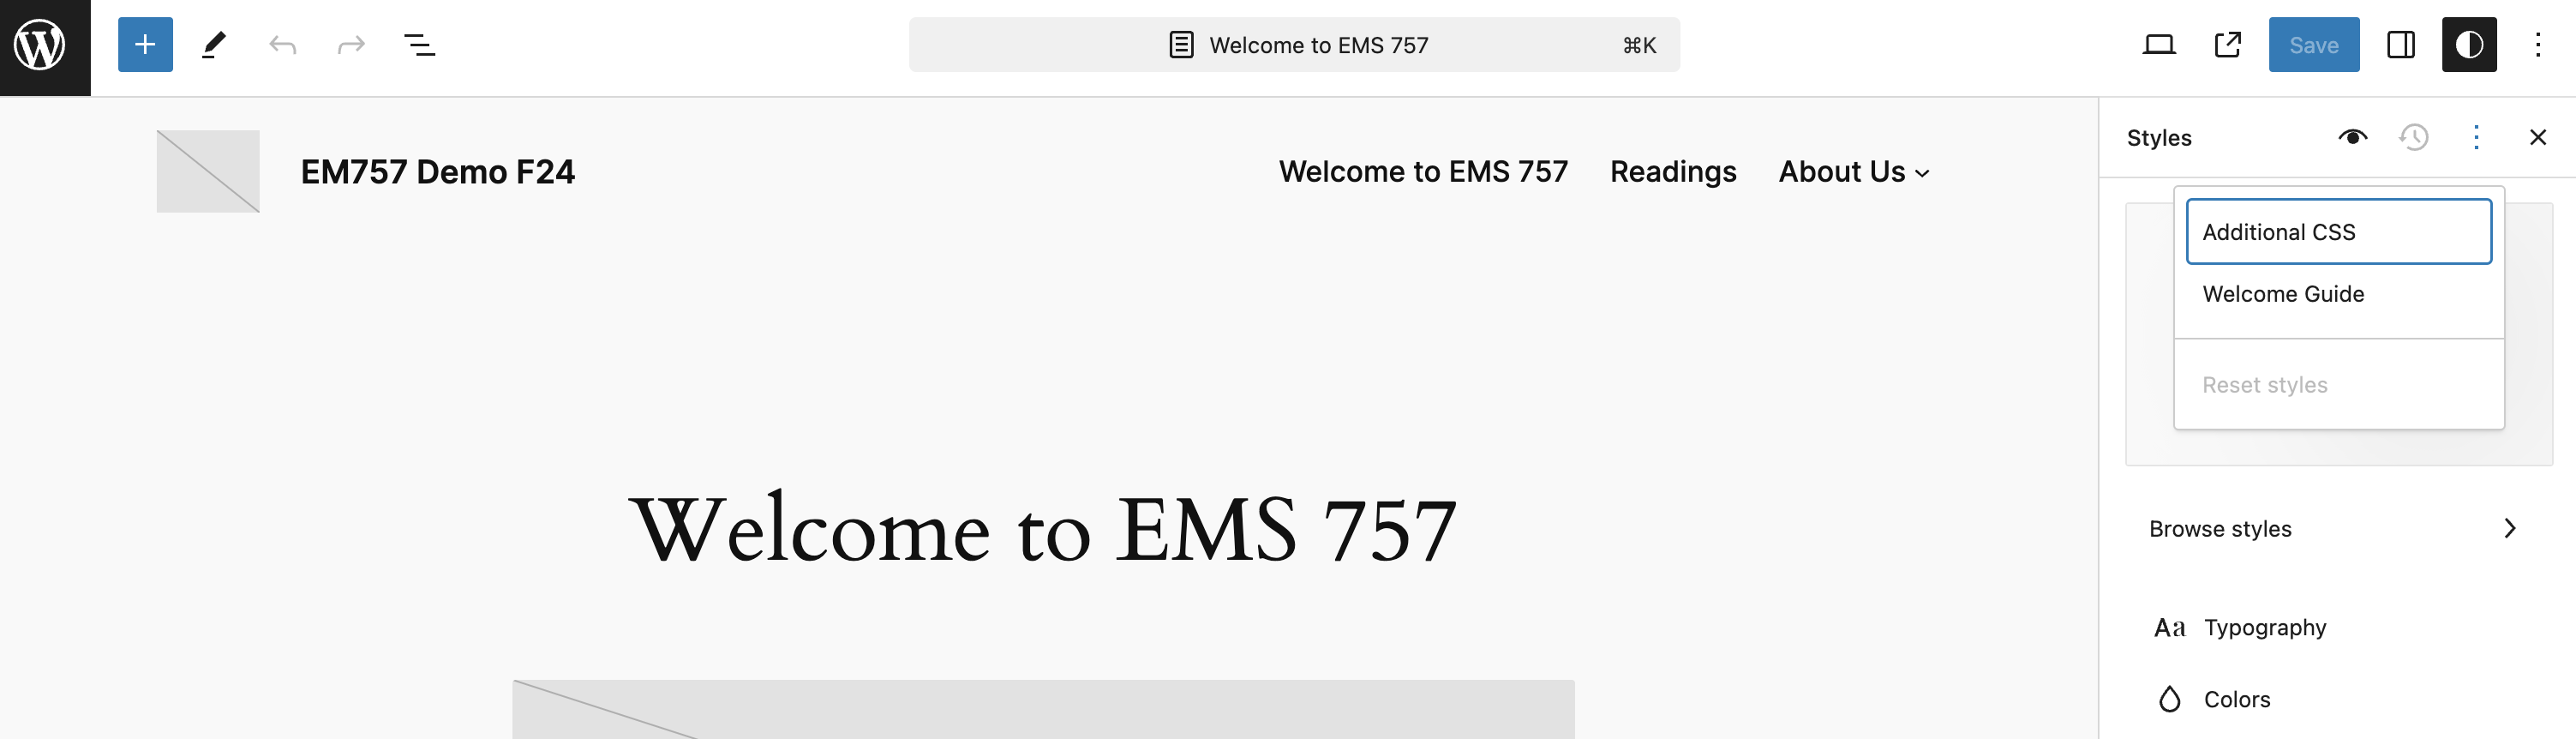 Welcome to EMS 757 ⌘K
Save
EM757 Demo F24
Welcome to EMS 757 Readings About Us
Styles
Additional CSS
Welcome Guide
Reset styles
Welcome to EMS 757
Browse styles
Aa Typography
Colors